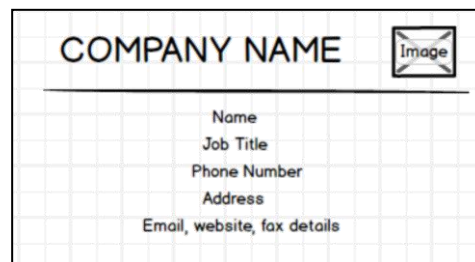 COMPANY NAME
Image
Name
Job Title
Phone Number
Address
Email, website, fax details